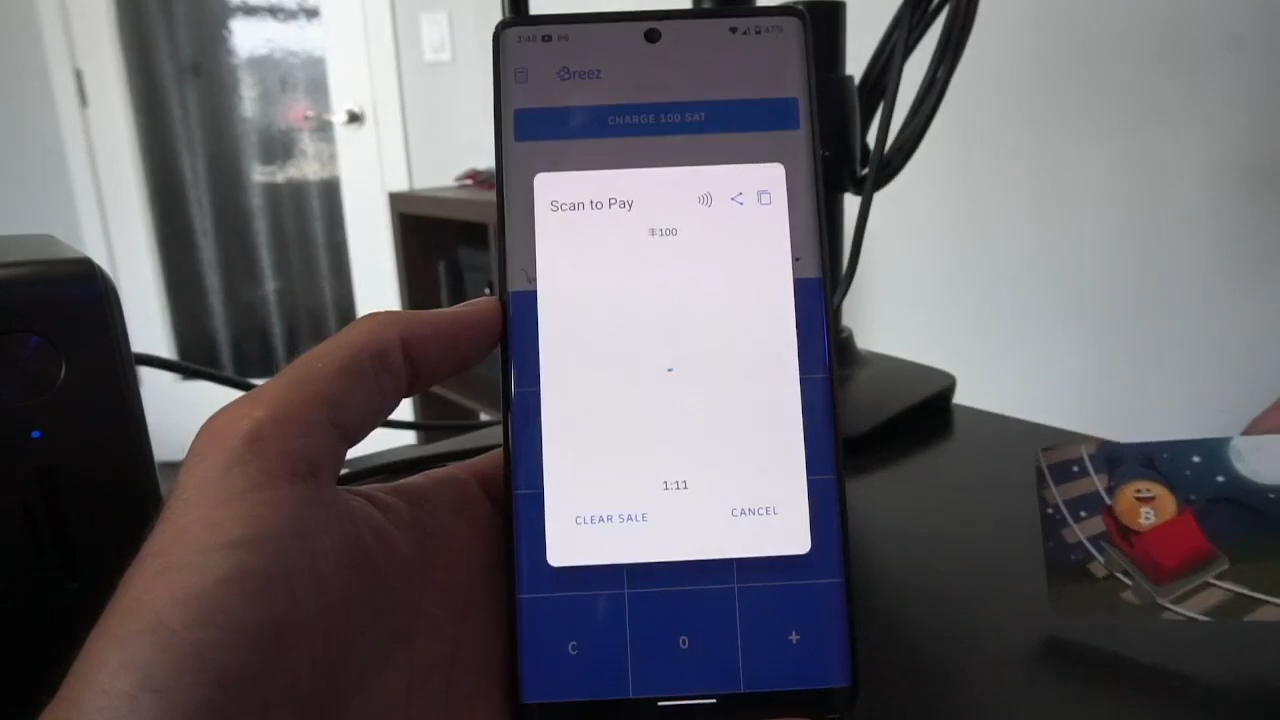 3:48
47%
Breez
CHARGE 100 SAT
Scan to Pay
丰100
1:11
CLEAR SALE
CANCEL
C
0
+
B